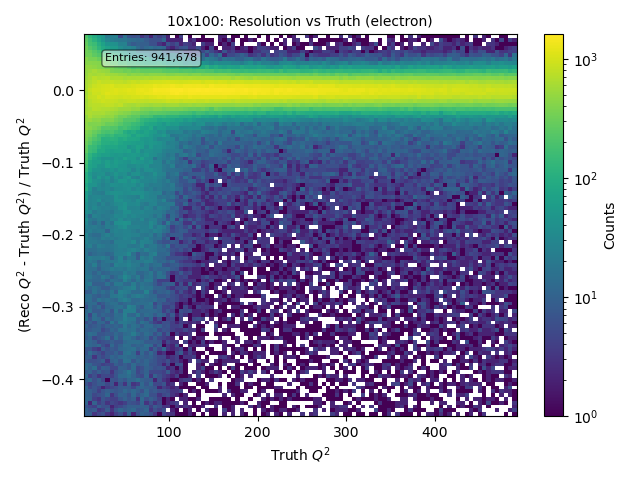 10x100: Resolution vs Truth (electron)
Entries: 941,678
(Reco Q² - Truth Q²) / Truth Q²
0.0
−0.1
−0.2
−0.3
−0.4
100
200
300
400
Truth Q²
10³
10²
10¹
10⁰
Counts